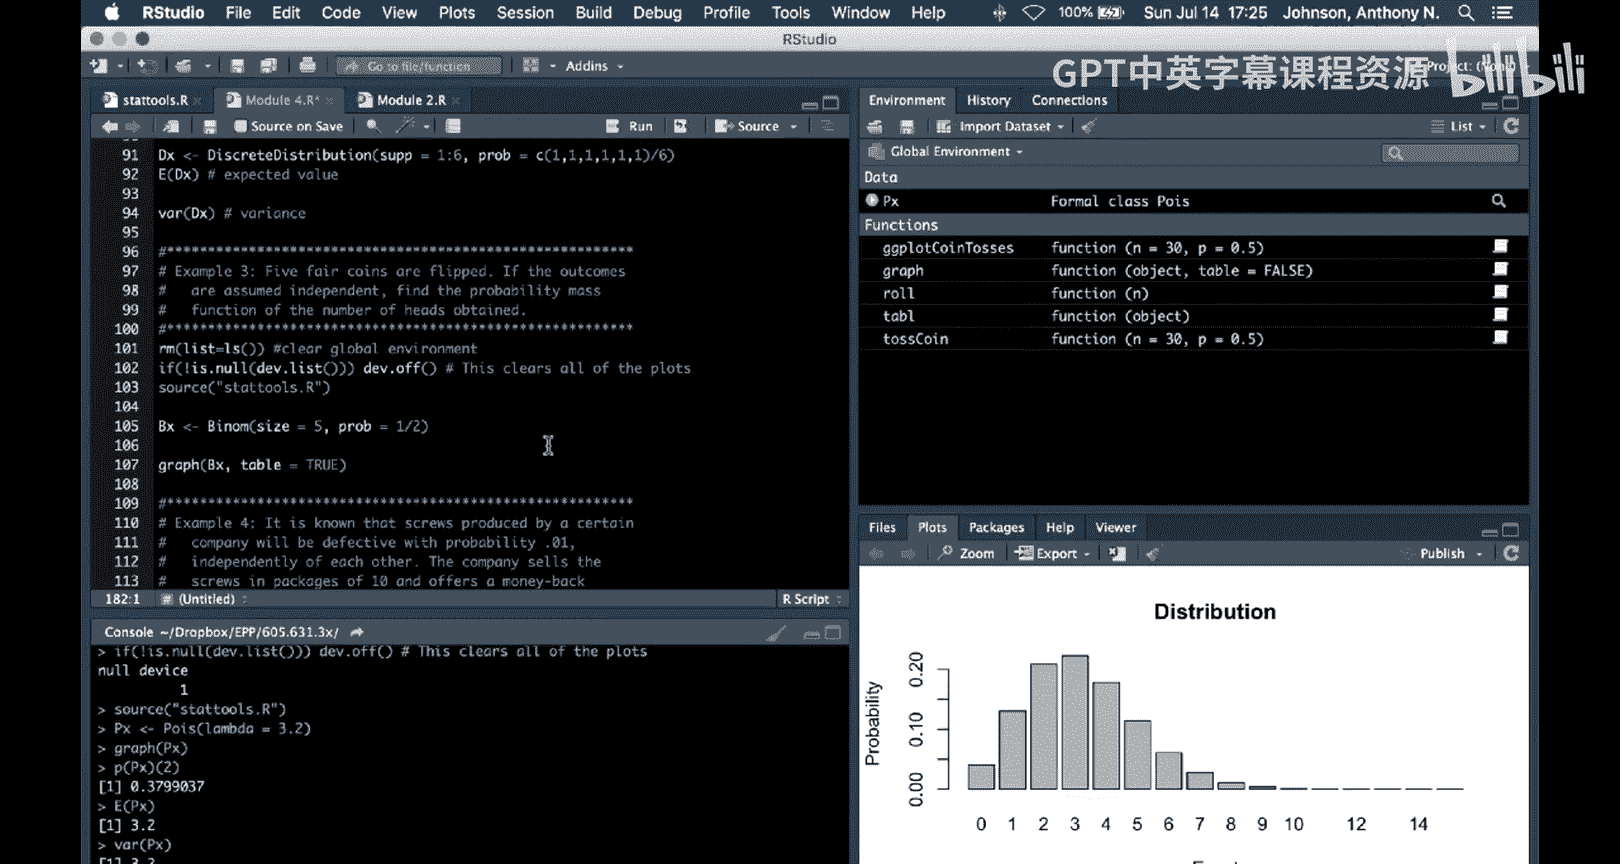 RStudio File Edit Code View Plots Session Build Debug Profile Tools Window Help 100% Sun Jul 14 17:25 Johnson, Anthony N.
RStudio
Go to file/function Addins Project: (None)
GPT中英字幕课程资源 bilibili
stattools.R Module 4.R* Module 2.R
Source on Save Run Source
91 Dx <- DiscreteDistribution(supp = 1:6, prob = c(1,1,1,1,1,1)/6)
92 E(Dx) # expected value
93
94 var(Dx) # variance
95
96 #**********************************************************
97 # Example 3: Five fair coins are flipped. If the outcomes
98 #   are assumed independent, find the probability mass
99 #   function of the number of heads obtained.
100 #**********************************************************
101 rm(list=ls()) #clear global environment
102 if(!is.null(dev.list())) dev.off() # This clears all of the plots
103 source("stattools.R")
104
105 Bx <- Binom(size = 5, prob = 1/2)
106
107 graph(Bx, table = TRUE)
108
109 #**********************************************************
110 # Example 4: It is known that screws produced by a certain
111 #   company will be defective with probability .01,
112 #   independently of each other. The company sells the
113 #   screws in packages of 10 and offers a money-back
182:1 # (Untitled) R Script
Console ~/Dropbox/EPP/605.631.3x/
> if(!is.null(dev.list())) dev.off() # This clears all of the plots
null device
1
> source("stattools.R")
> Px <- Pois(lambda = 3.2)
> graph(Px)
> p(Px)(2)
[1] 0.3799037
> E(Px)
[1] 3.2
> var(Px)
[1] 3.2
Environment History Connections
Import Dataset List
Global Environment
Data
Px Formal class Pois
Functions
ggplotCoinTosses function (n = 30, p = 0.5)
graph function (object, table = FALSE)
roll function (n)
tabl function (object)
tossCoin function (n = 30, p = 0.5)
Files Plots Packages Help Viewer
Zoom Export Publish
Distribution
Probability
0.20
0.10
0.00
0 1 2 3 4 5 6 7 8 9 10 12 14